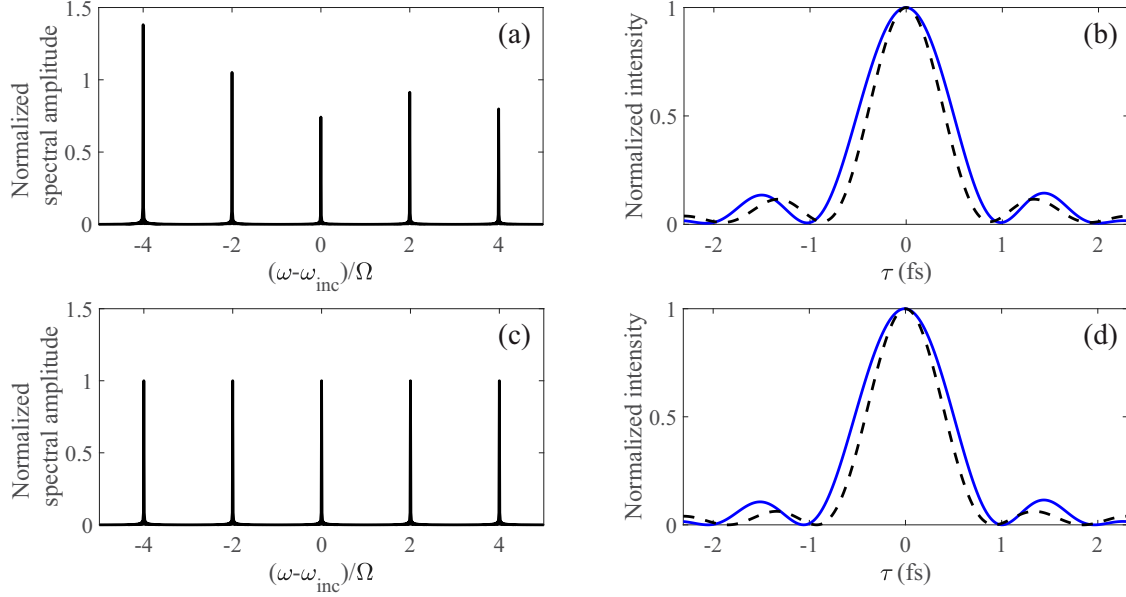 (a)
Normalized
spectral amplitude
1.5
1
0.5
0
-4
-2
0
2
4
(ω-ω_inc)/Ω
(b)
Normalized intensity
1
0.5
0
-2
-1
0
1
2
τ (fs)
(c)
Normalized
spectral amplitude
1.5
1
0.5
0
-4
-2
0
2
4
(ω-ω_inc)/Ω
(d)
Normalized intensity
1
0.5
0
-2
-1
0
1
2
τ (fs)